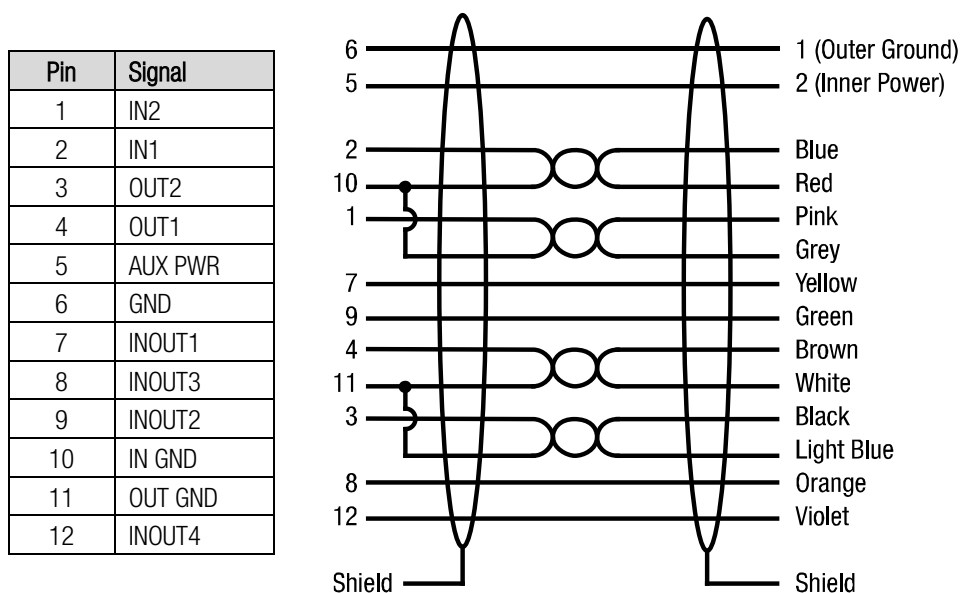 Pin Signal
1 IN2
2 IN1
3 OUT2
4 OUT1
5 AUX PWR
6 GND
7 INOUT1
8 INOUT3
9 INOUT2
10 IN GND
11 OUT GND
12 INOUT4
6 1 (Outer Ground)
5 2 (Inner Power)
2 Blue
10 Red
1 Pink
Grey
7 Yellow
9 Green
4 Brown
11 White
3 Black
Light Blue
8 Orange
12 Violet
Shield Shield